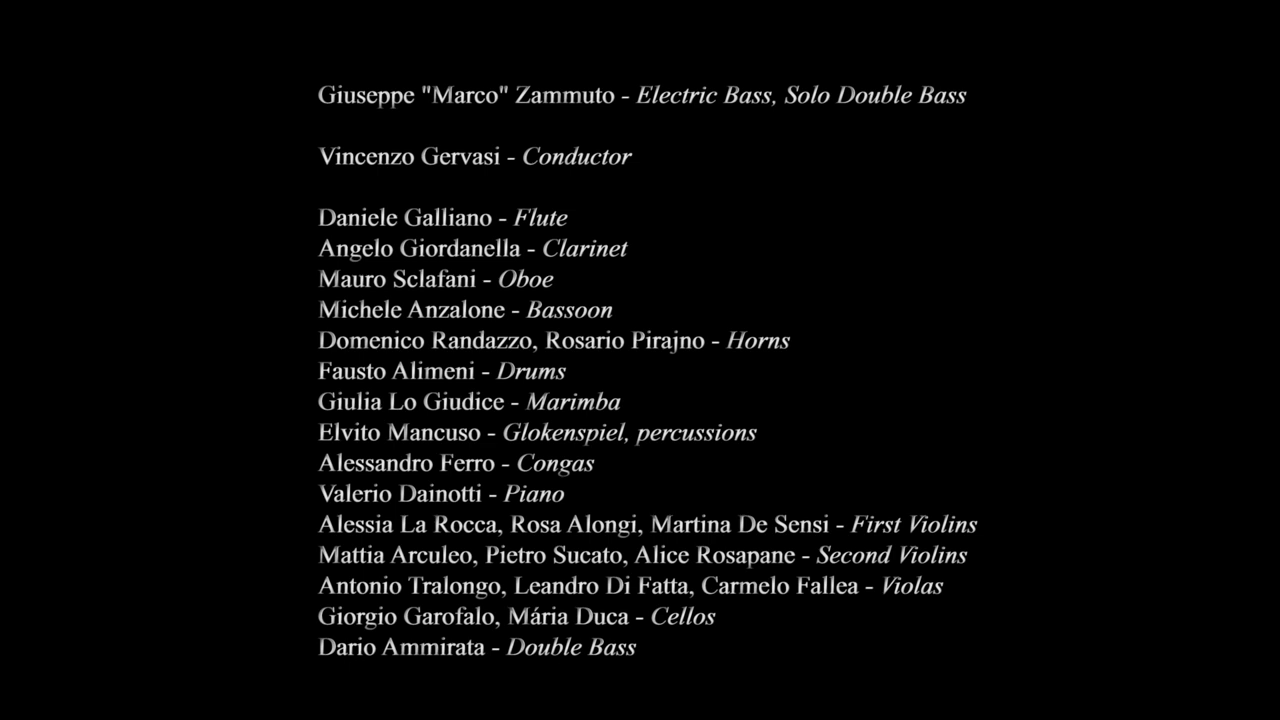 Giuseppe "Marco" Zammuto - Electric Bass, Solo Double Bass
Vincenzo Gervasi - Conductor
Daniele Galliano - Flute
Angelo Giordanella - Clarinet
Mauro Sclafani - Oboe
Michele Anzalone - Bassoon
Domenico Randazzo, Rosario Pirajno - Horns
Fausto Alimeni - Drums
Giulia Lo Giudice - Marimba
Elvito Mancuso - Glokenspiel, percussions
Alessandro Ferro - Congas
Valerio Dainotti - Piano
Alessia La Rocca, Rosa Alongi, Martina De Sensi - First Violins
Mattia Arculeo, Pietro Sucato, Alice Rosapane - Second Violins
Antonio Tralongo, Leandro Di Fatta, Carmelo Fallea - Violas
Giorgio Garofalo, Mária Duca - Cellos
Dario Ammirata - Double Bass